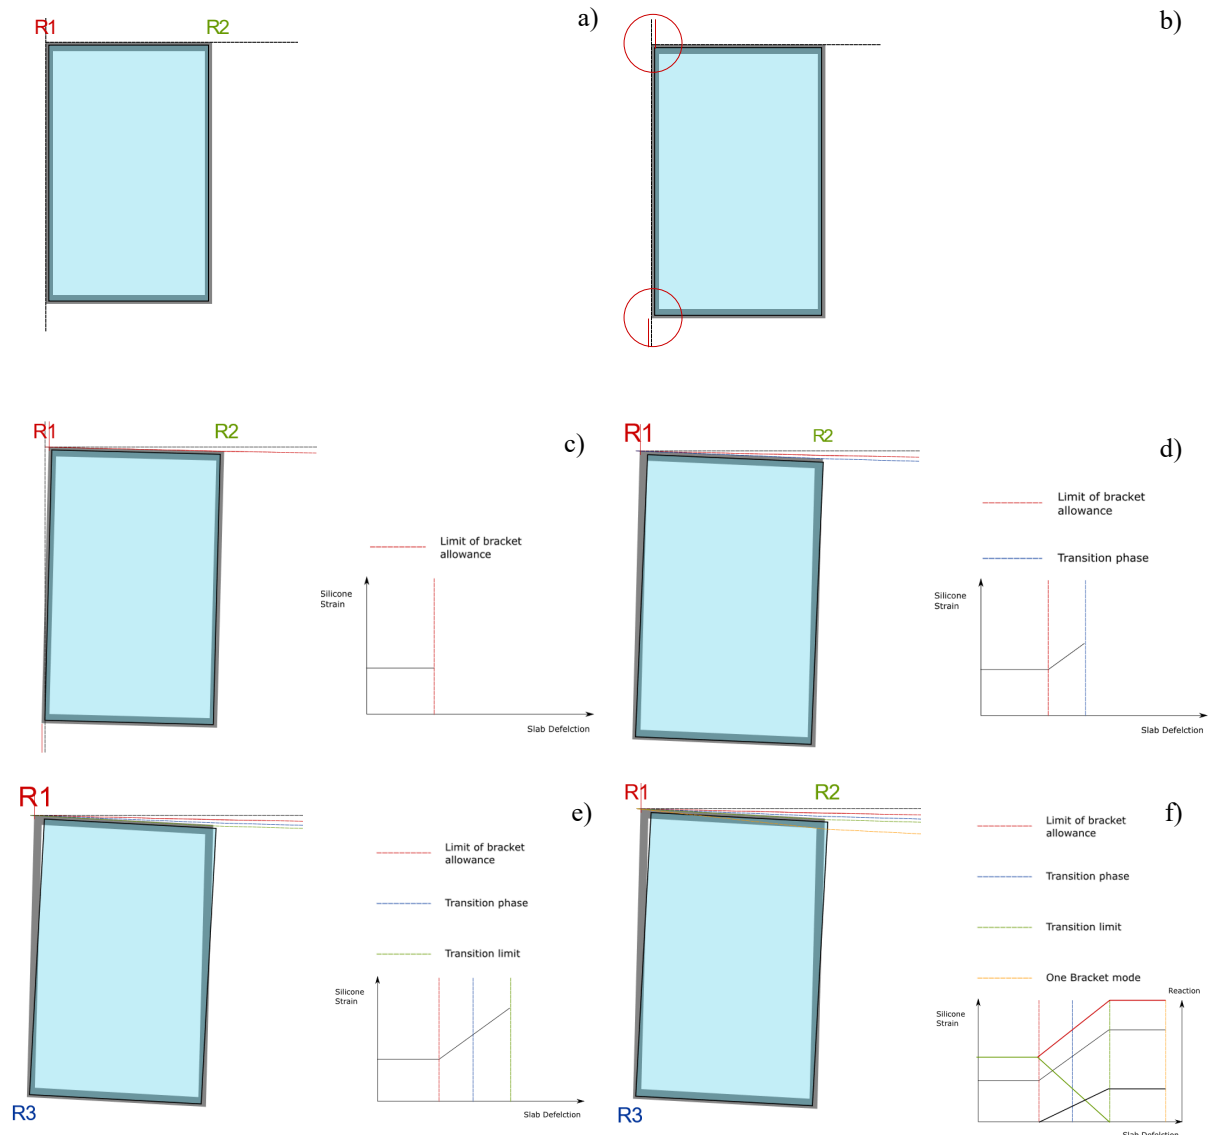 R1
R2
a)
b)
R1
R2
c)
Limit of bracket
allowance
Silicone
Strain
Slab Defelction
R1
R2
d)
Limit of bracket
allowance
Transition phase
Silicone
Strain
Slab Defelction
R1
e)
Limit of bracket
allowance
Transition phase
Transition limit
Silicone
Strain
Slab Defelction
R3
R1
R2
f)
Limit of bracket
allowance
Transition phase
Transition limit
One Bracket mode
Reaction
Silicone
Strain
Slab Defelction
R3